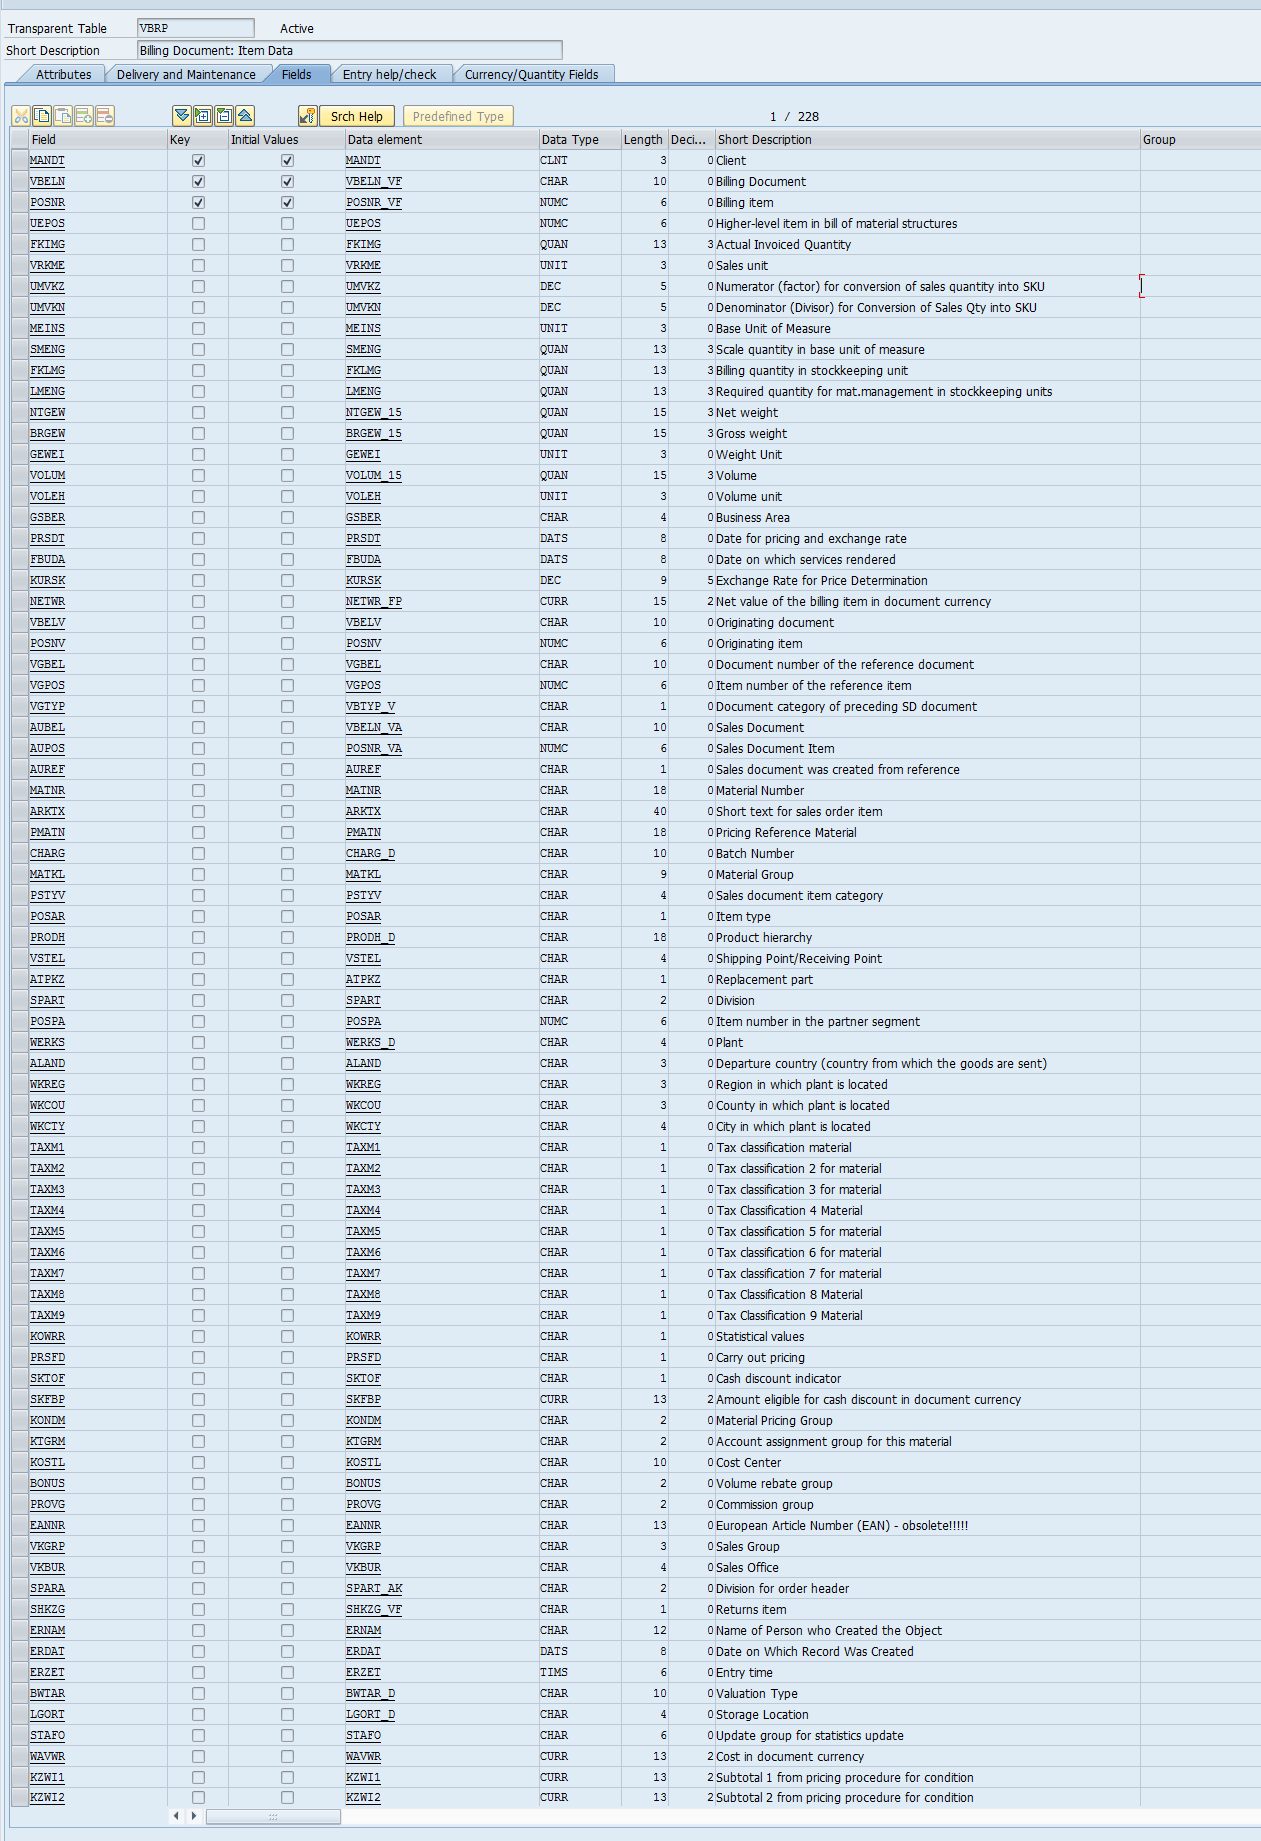 Transparent Table VBRP Active
Short Description Billing Document: Item Data
Attributes Delivery and Maintenance Fields Entry help/check Currency/Quantity Fields
Srch Help Predefined Type 1 / 228
Field Key Initial Values Data element Data Type Length Deci... Short Description Group
MANDT MANDT CLNT 3 0 Client
VBELN VBELN_VF CHAR 10 0 Billing Document
POSNR POSNR_VF NUMC 6 0 Billing item
UEPOS UEPOS NUMC 6 0 Higher-level item in bill of material structures
FKIMG FKIMG QUAN 13 3 Actual Invoiced Quantity
VRKME VRKME UNIT 3 0 Sales unit
UMVKZ UMVKZ DEC 5 0 Numerator (factor) for conversion of sales quantity into SKU
UMVKN UMVKN DEC 5 0 Denominator (Divisor) for Conversion of Sales Qty into SKU
MEINS MEINS UNIT 3 0 Base Unit of Measure
SMENG SMENG QUAN 13 3 Scale quantity in base unit of measure
FKLMG FKLMG QUAN 13 3 Billing quantity in stockkeeping unit
LMENG LMENG QUAN 13 3 Required quantity for mat.management in stockkeeping units
NTGEW NTGEW_15 QUAN 15 3 Net weight
BRGEW BRGEW_15 QUAN 15 3 Gross weight
GEWEI GEWEI UNIT 3 0 Weight Unit
VOLUM VOLUM_15 QUAN 15 3 Volume
VOLEH VOLEH UNIT 3 0 Volume unit
GSBER GSBER CHAR 4 0 Business Area
PRSDT PRSDT DATS 8 0 Date for pricing and exchange rate
FBUDA FBUDA DATS 8 0 Date on which services rendered
KURSK KURSK DEC 9 5 Exchange Rate for Price Determination
NETWR NETWR_FP CURR 15 2 Net value of the billing item in document currency
VBELV VBELV CHAR 10 0 Originating document
POSNV POSNV NUMC 6 0 Originating item
VGBEL VGBEL CHAR 10 0 Document number of the reference document
VGPOS VGPOS NUMC 6 0 Item number of the reference item
VGTYP VBTYP_V CHAR 1 0 Document category of preceding SD document
AUBEL VBELN_VA CHAR 10 0 Sales Document
AUPOS POSNR_VA NUMC 6 0 Sales Document Item
AUREF AUREF CHAR 1 0 Sales document was created from reference
MATNR MATNR CHAR 18 0 Material Number
ARKTX ARKTX CHAR 40 0 Short text for sales order item
PMATN PMATN CHAR 18 0 Pricing Reference Material
CHARG CHARG_D CHAR 10 0 Batch Number
MATKL MATKL CHAR 9 0 Material Group
PSTYV PSTYV CHAR 4 0 Sales document item category
POSAR POSAR CHAR 1 0 Item type
PRODH PRODH_D CHAR 18 0 Product hierarchy
VSTEL VSTEL CHAR 4 0 Shipping Point/Receiving Point
ATPKZ ATPKZ CHAR 1 0 Replacement part
SPART SPART CHAR 2 0 Division
POSPA POSPA NUMC 6 0 Item number in the partner segment
WERKS WERKS_D CHAR 4 0 Plant
ALAND ALAND CHAR 3 0 Departure country (country from which the goods are sent)
WKREG WKREG CHAR 3 0 Region in which plant is located
WKCOU WKCOU CHAR 3 0 County in which plant is located
WKCTY WKCTY CHAR 4 0 City in which plant is located
TAXM1 TAXM1 CHAR 1 0 Tax classification material
TAXM2 TAXM2 CHAR 1 0 Tax classification 2 for material
TAXM3 TAXM3 CHAR 1 0 Tax classification 3 for material
TAXM4 TAXM4 CHAR 1 0 Tax Classification 4 Material
TAXM5 TAXM5 CHAR 1 0 Tax classification 5 for material
TAXM6 TAXM6 CHAR 1 0 Tax classification 6 for material
TAXM7 TAXM7 CHAR 1 0 Tax classification 7 for material
TAXM8 TAXM8 CHAR 1 0 Tax Classification 8 Material
TAXM9 TAXM9 CHAR 1 0 Tax Classification 9 Material
KOWRR KOWRR CHAR 1 0 Statistical values
PRSFD PRSFD CHAR 1 0 Carry out pricing
SKTOF SKTOF CHAR 1 0 Cash discount indicator
SKFBP SKFBP CURR 13 2 Amount eligible for cash discount in document currency
KONDM KONDM CHAR 2 0 Material Pricing Group
KTGRM KTGRM CHAR 2 0 Account assignment group for this material
KOSTL KOSTL CHAR 10 0 Cost Center
BONUS BONUS CHAR 2 0 Volume rebate group
PROVG PROVG CHAR 2 0 Commission group
EANNR EANNR CHAR 13 0 European Article Number (EAN) - obsolete!!!!!
VKGRP VKGRP CHAR 3 0 Sales Group
VKBUR VKBUR CHAR 4 0 Sales Office
SPARA SPART_AK CHAR 2 0 Division for order header
SHKZG SHKZG_VF CHAR 1 0 Returns item
ERNAM ERNAM CHAR 12 0 Name of Person who Created the Object
ERDAT ERDAT DATS 8 0 Date on Which Record Was Created
ERZET ERZET TIMS 6 0 Entry time
BWTAR BWTAR_D CHAR 10 0 Valuation Type
LGORT LGORT_D CHAR 4 0 Storage Location
STAFO STAFO CHAR 6 0 Update group for statistics update
WAVWR WAVWR CURR 13 2 Cost in document currency
KZWI1 KZWI1 CURR 13 2 Subtotal 1 from pricing procedure for condition
KZWI2 KZWI2 CURR 13 2 Subtotal 2 from pricing procedure for condition